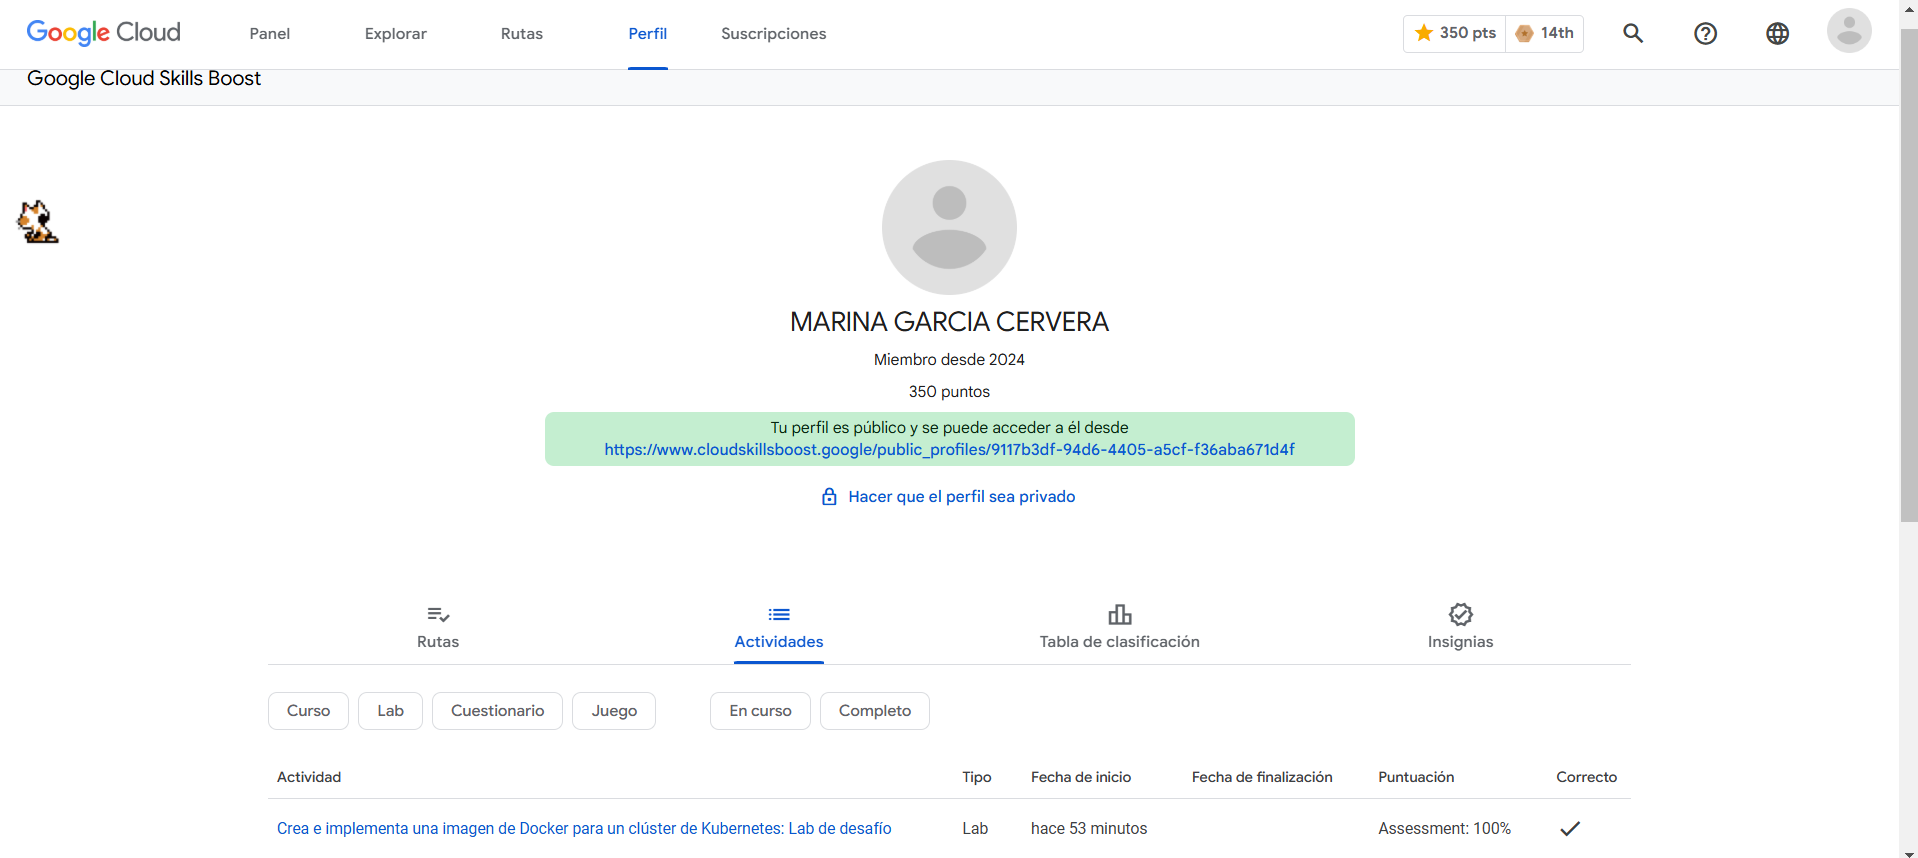 Google Cloud Panel Explorar Rutas Perfil Suscripciones 350 pts 14th
Google Cloud Skills Boost
MARINA GARCIA CERVERA
Miembro desde 2024
350 puntos
Tu perfil es público y se puede acceder a él desde
https://www.cloudskillsboost.google/public_profiles/9117b3df-94d6-4405-a5cf-f36aba671d4f
Hacer que el perfil sea privado
Rutas Actividades Tabla de clasificación Insignias
Curso Lab Cuestionario Juego En curso Completo
Actividad Tipo Fecha de inicio Fecha de finalización Puntuación Correcto
Crea e implementa una imagen de Docker para un clúster de Kubernetes: Lab de desafío Lab hace 53 minutos Assessment: 100%